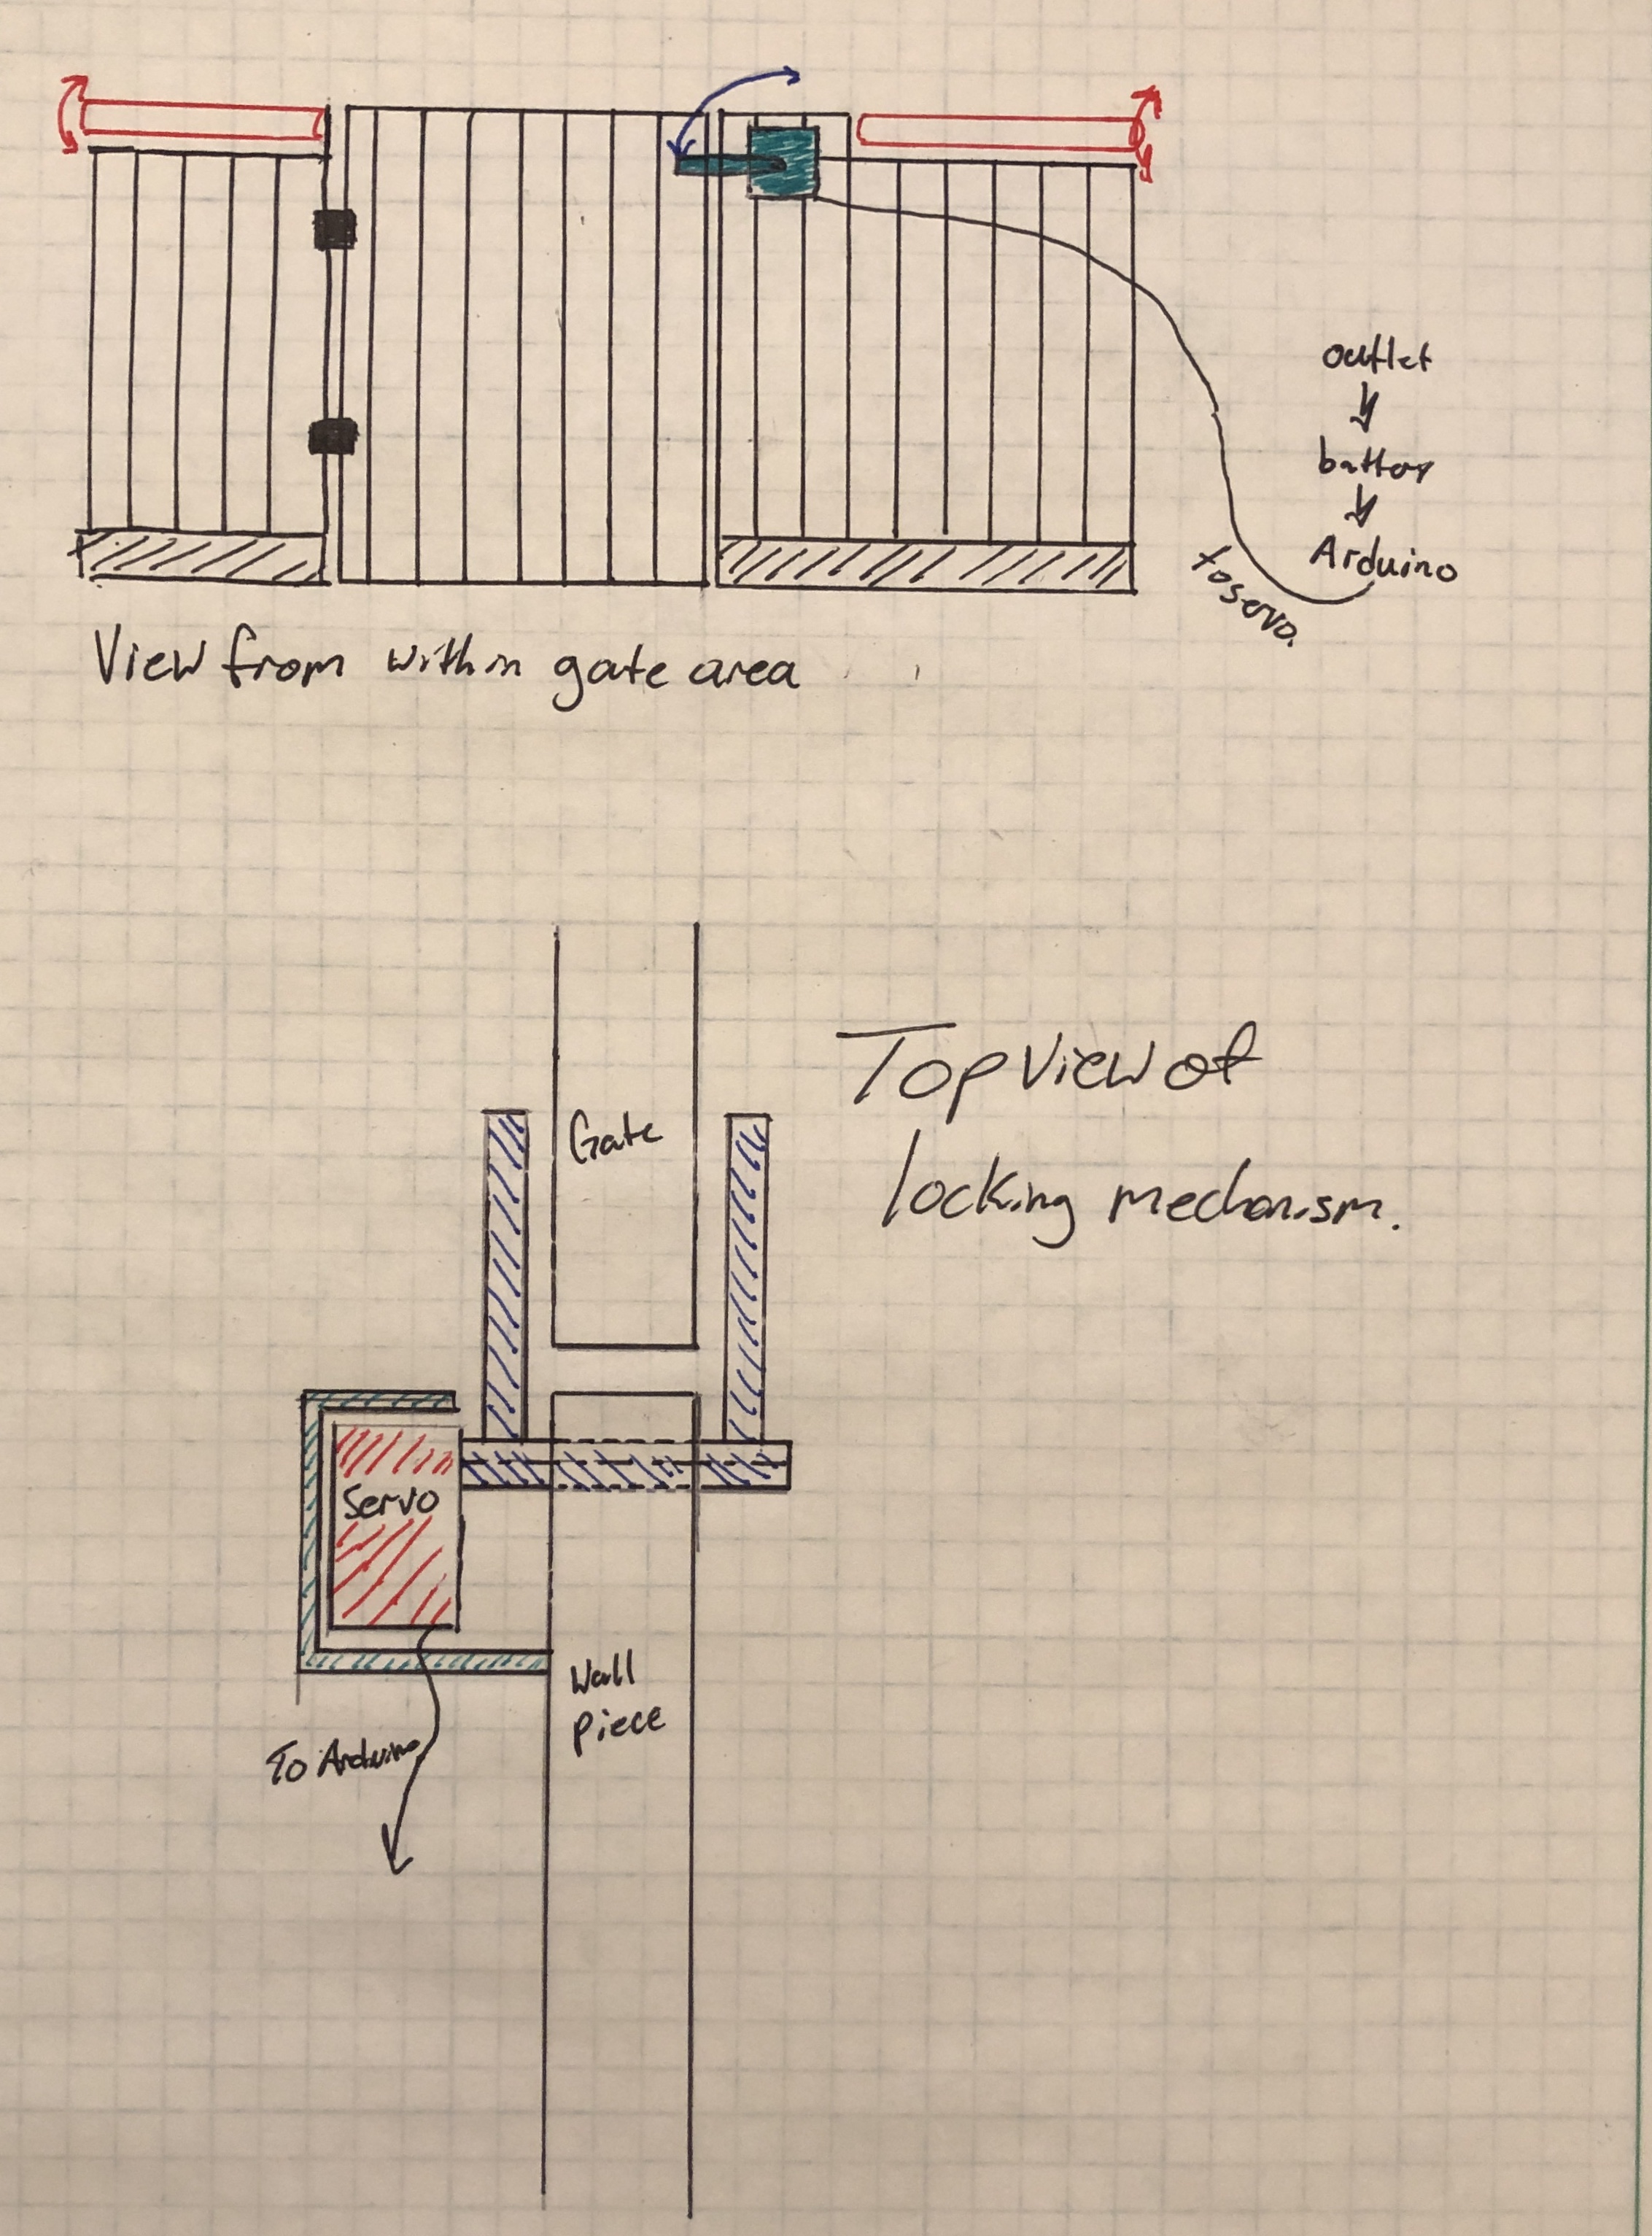 outlet
battery
Arduino
to servo.
View from within gate area
Top view of
locking mechanism.
Gate
Servo
Wall
piece
To Arduino